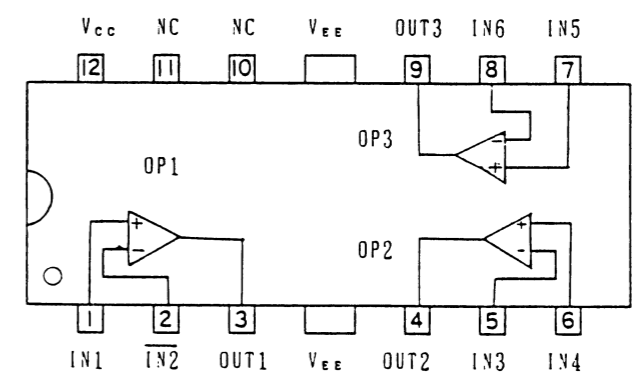 Vcc NC NC VEE OUT3 IN6 IN5
12 11 10 9 8 7
OP3
- +
OP1
+ -
OP2
+ -
1 2 3 4 5 6
IN1 IN2 OUT1 VEE OUT2 IN3 IN4